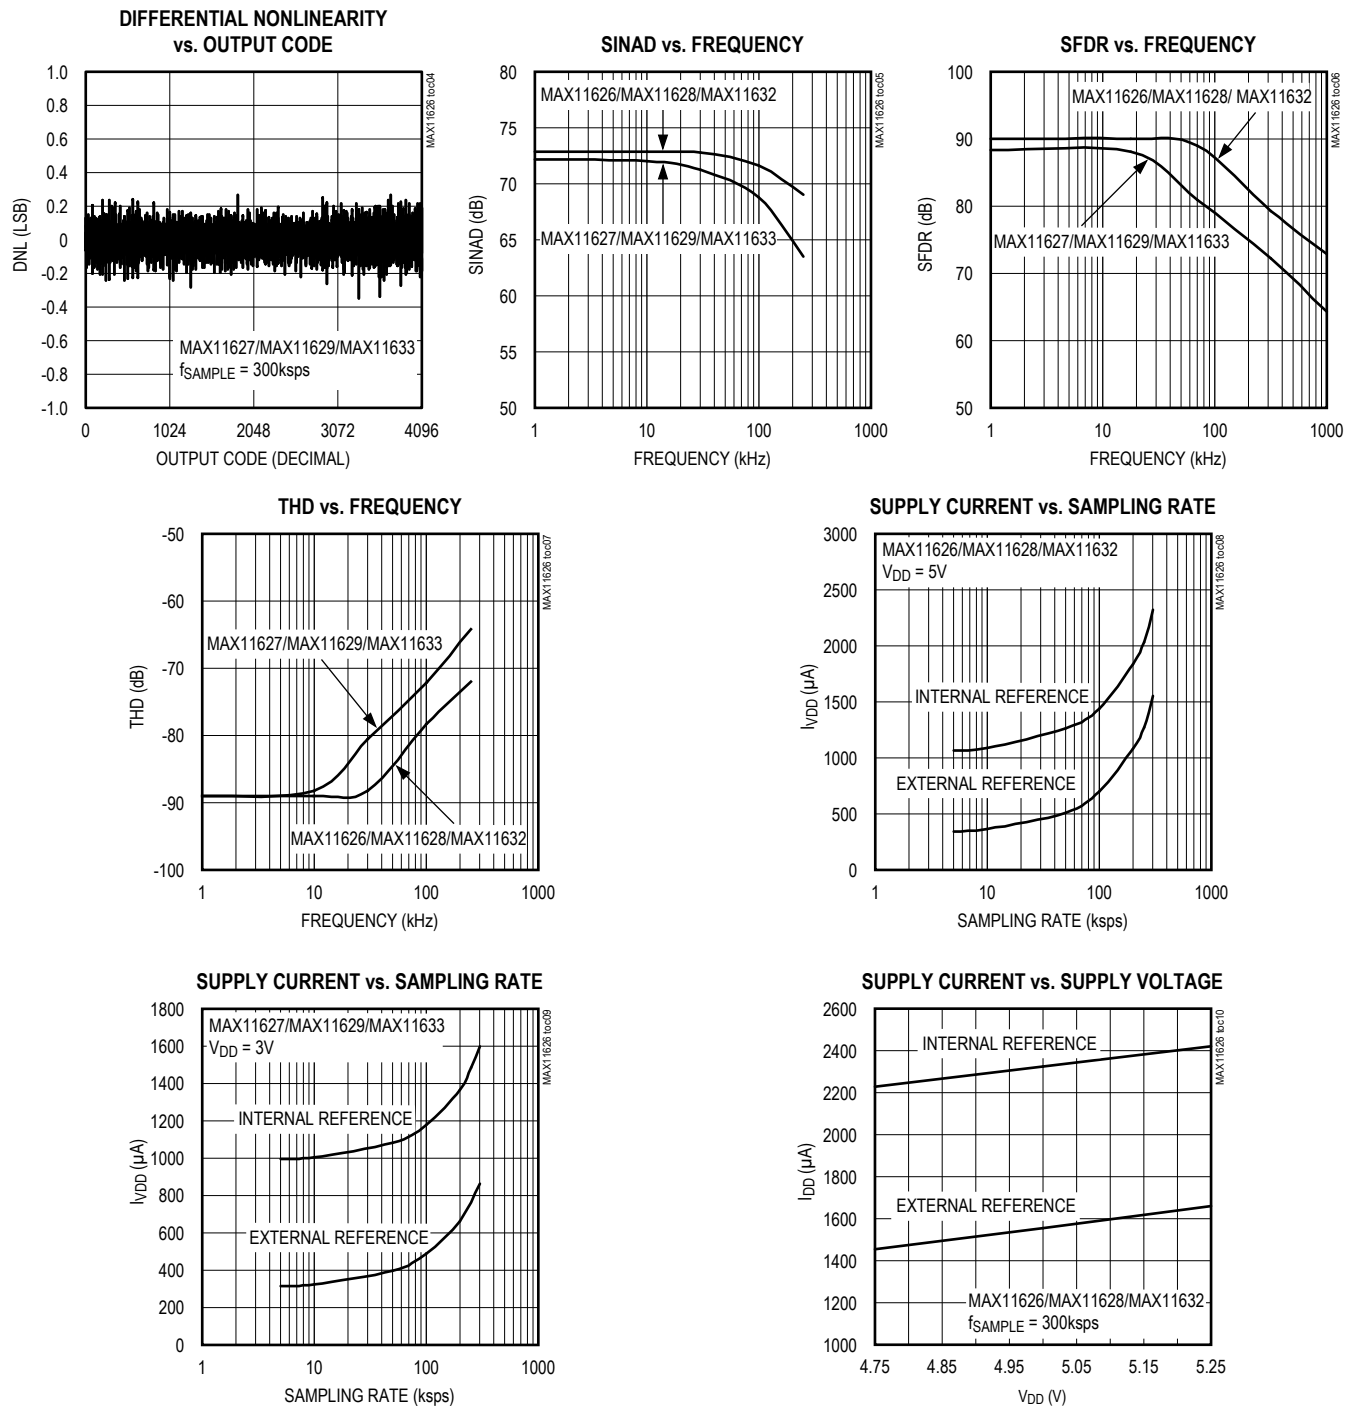 DIFFERENTIAL NONLINEARITY
vs. OUTPUT CODE
MAX11626 toc04
1.0
0.8
0.6
0.4
0.2
0
-0.2
-0.4
-0.6
-0.8
-1.0
DNL (LSB)
MAX11627/MAX11629/MAX11633
fSAMPLE = 300ksps
0 1024 2048 3072 4096
OUTPUT CODE (DECIMAL)
SINAD vs. FREQUENCY
MAX11626 toc05
80
75
70
65
60
55
50
SINAD (dB)
MAX11626/MAX11628/MAX11632
MAX11627/MAX11629/MAX11633
1 10 100 1000
FREQUENCY (kHz)
SFDR vs. FREQUENCY
MAX11626 toc06
100
90
80
70
60
50
SFDR (dB)
MAX11626/MAX11628/ MAX11632
MAX11627/MAX11629/MAX11633
1 10 100 1000
FREQUENCY (kHz)
THD vs. FREQUENCY
MAX11626 toc07
-50
-60
-70
-80
-90
-100
THD (dB)
MAX11627/MAX11629/MAX11633
MAX11626/MAX11628/MAX11632
1 10 100 1000
FREQUENCY (kHz)
SUPPLY CURRENT vs. SAMPLING RATE
MAX11626 toc08
3000
2500
2000
1500
1000
500
0
IVDD (µA)
MAX11626/MAX11628/MAX11632
VDD = 5V
INTERNAL REFERENCE
EXTERNAL REFERENCE
1 10 100 1000
SAMPLING RATE (ksps)
SUPPLY CURRENT vs. SAMPLING RATE
MAX11626 toc09
1800
1600
1400
1200
1000
800
600
400
200
0
IVDD (µA)
MAX11627/MAX11629/MAX11633
VDD = 3V
INTERNAL REFERENCE
EXTERNAL REFERENCE
1 10 100 1000
SAMPLING RATE (ksps)
SUPPLY CURRENT vs. SUPPLY VOLTAGE
MAX11626 toc10
2600
2400
2200
2000
1800
1600
1400
1200
1000
IDD (µA)
INTERNAL REFERENCE
EXTERNAL REFERENCE
MAX11626/MAX11628/MAX11632
fSAMPLE = 300ksps
4.75 4.85 4.95 5.05 5.15 5.25
VDD (V)